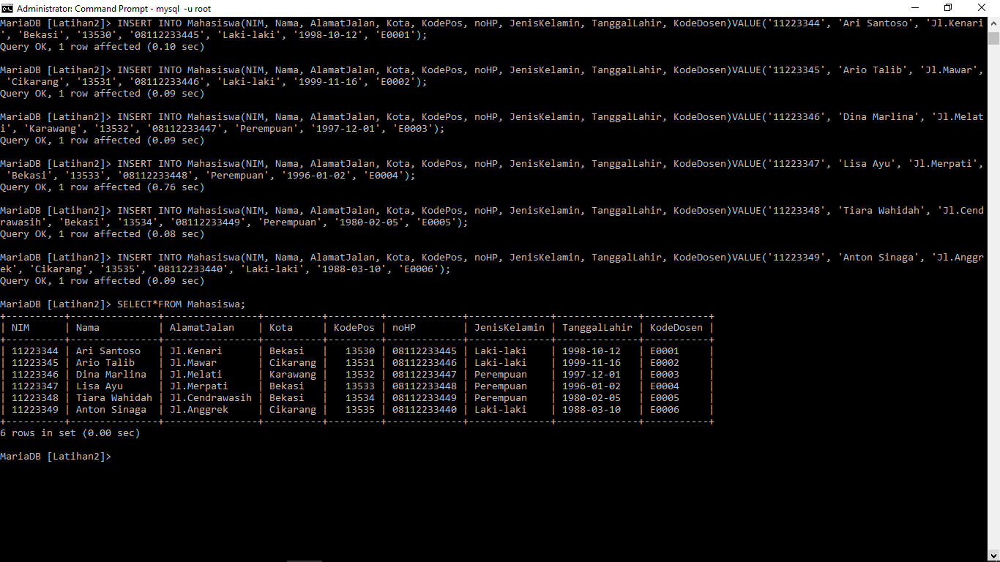 Administrator: Command Prompt - mysql  -u root
MariaDB [Latihan2]> INSERT INTO Mahasiswa(NIM, Nama, AlamatJalan, Kota, KodePos, noHP, JenisKelamin, TanggalLahir, KodeDosen)VALUE('11223344', 'Ari Santoso', 'Jl.Kenari
', 'Bekasi', '13530', '08112233445', 'Laki-laki', '1998-10-12', 'E0001');
Query OK, 1 row affected (0.10 sec)
MariaDB [Latihan2]> INSERT INTO Mahasiswa(NIM, Nama, AlamatJalan, Kota, KodePos, noHP, JenisKelamin, TanggalLahir, KodeDosen)VALUE('11223345', 'Ario Talib', 'Jl.Mawar',
 'Cikarang', '13531', '08112233446', 'Laki-laki', '1999-11-16', 'E0002');
Query OK, 1 row affected (0.09 sec)
MariaDB [Latihan2]> INSERT INTO Mahasiswa(NIM, Nama, AlamatJalan, Kota, KodePos, noHP, JenisKelamin, TanggalLahir, KodeDosen)VALUE('11223346', 'Dina Marlina', 'Jl.Melat
i', 'Karawang', '13532', '08112233447', 'Perempuan', '1997-12-01', 'E0003');
Query OK, 1 row affected (0.09 sec)
MariaDB [Latihan2]> INSERT INTO Mahasiswa(NIM, Nama, AlamatJalan, Kota, KodePos, noHP, JenisKelamin, TanggalLahir, KodeDosen)VALUE('11223347', 'Lisa Ayu', 'Jl.Merpati',
 'Bekasi', '13533', '08112233448', 'Perempuan', '1996-01-02', 'E0004');
Query OK, 1 row affected (0.76 sec)
MariaDB [Latihan2]> INSERT INTO Mahasiswa(NIM, Nama, AlamatJalan, Kota, KodePos, noHP, JenisKelamin, TanggalLahir, KodeDosen)VALUE('11223348', 'Tiara Wahidah', 'Jl.Cend
rawasih', 'Bekasi', '13534', '08112233449', 'Perempuan', '1980-02-05', 'E0005');
Query OK, 1 row affected (0.08 sec)
MariaDB [Latihan2]> INSERT INTO Mahasiswa(NIM, Nama, AlamatJalan, Kota, KodePos, noHP, JenisKelamin, TanggalLahir, KodeDosen)VALUE('11223349', 'Anton Sinaga', 'Jl.Anggr
ek', 'Cikarang', '13535', '08112233440', 'Laki-laki', '1988-03-10', 'E0006');
Query OK, 1 row affected (0.09 sec)
MariaDB [Latihan2]> SELECT*FROM Mahasiswa;
+----------+---------------+----------------+----------+---------+-------------+--------------+--------------+-----------+
| NIM      | Nama          | AlamatJalan    | Kota     | KodePos | noHP        | JenisKelamin | TanggalLahir | KodeDosen |
+----------+---------------+----------------+----------+---------+-------------+--------------+--------------+-----------+
| 11223344 | Ari Santoso   | Jl.Kenari      | Bekasi   |   13530 | 08112233445 | Laki-laki    | 1998-10-12   | E0001     |
| 11223345 | Ario Talib    | Jl.Mawar       | Cikarang |   13531 | 08112233446 | Laki-laki    | 1999-11-16   | E0002     |
| 11223346 | Dina Marlina  | Jl.Melati      | Karawang |   13532 | 08112233447 | Perempuan    | 1997-12-01   | E0003     |
| 11223347 | Lisa Ayu      | Jl.Merpati     | Bekasi   |   13533 | 08112233448 | Perempuan    | 1996-01-02   | E0004     |
| 11223348 | Tiara Wahidah | Jl.Cendrawasih | Bekasi   |   13534 | 08112233449 | Perempuan    | 1980-02-05   | E0005     |
| 11223349 | Anton Sinaga  | Jl.Anggrek     | Cikarang |   13535 | 08112233440 | Laki-laki    | 1988-03-10   | E0006     |
+----------+---------------+----------------+----------+---------+-------------+--------------+--------------+-----------+
6 rows in set (0.00 sec)
MariaDB [Latihan2]>